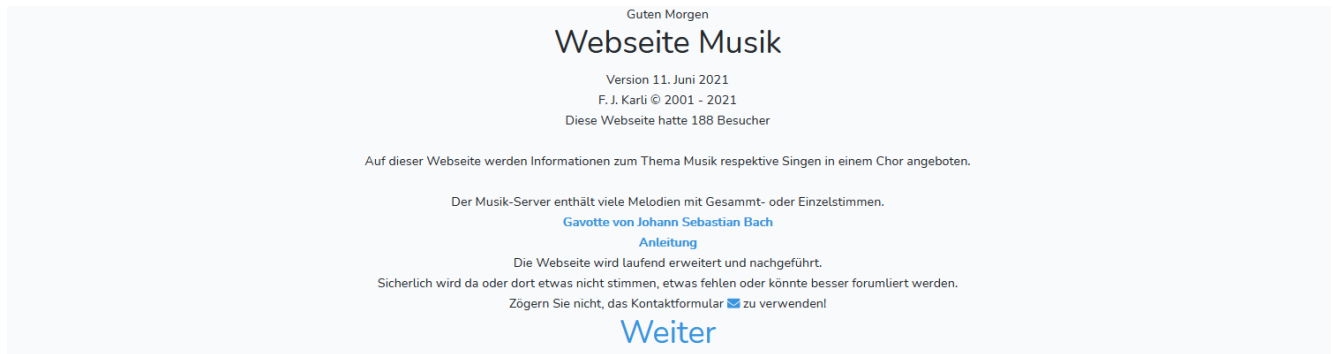 Guten Morgen
Webseite Musik
Version 11. Juni 2021
F. J. Karli © 2001 - 2021
Diese Webseite hatte 188 Besucher
Auf dieser Webseite werden Informationen zum Thema Musik respektive Singen in einem Chor angeboten.
Der Musik-Server enthält viele Melodien mit Gesammt- oder Einzelstimmen.
Gavotte von Johann Sebastian Bach
Anleitung
Die Webseite wird laufend erweitert und nachgeführt.
Sicherlich wird da oder dort etwas nicht stimmen, etwas fehlen oder könnte besser forumliert werden.
Zögern Sie nicht, das Kontaktformular zu verwenden!
Weiter